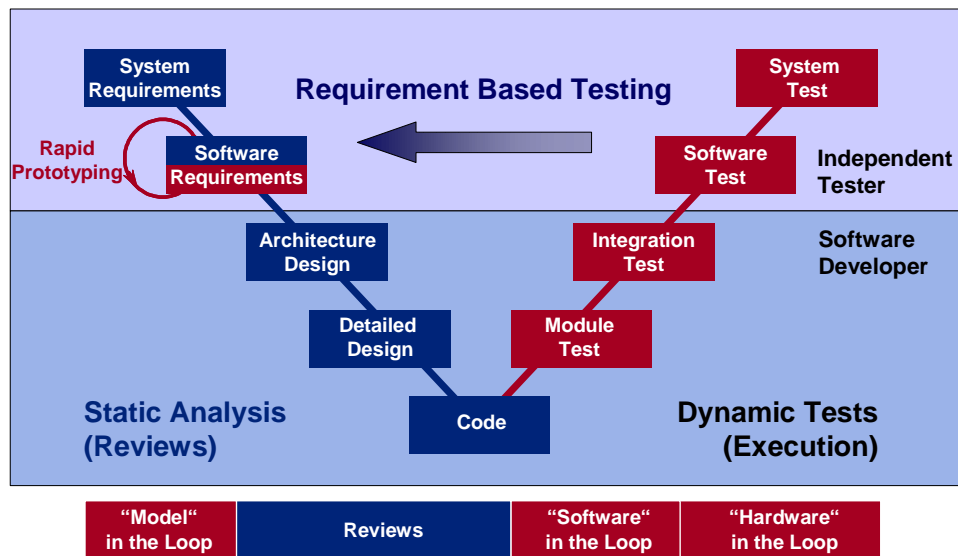 System
Requirements
System
Test
Requirement Based Testing
Rapid
Prototypings
Software
Requirements
Software
Test
Independent
Tester
Architecture
Design
Integration
Test
Software
Developer
Detailed
Design
Module
Test
Static Analysis
(Reviews)
Code
Dynamic Tests
(Execution)
“Model“
in the Loop
Reviews
“Software“
in the Loop
“Hardware“
in the Loop